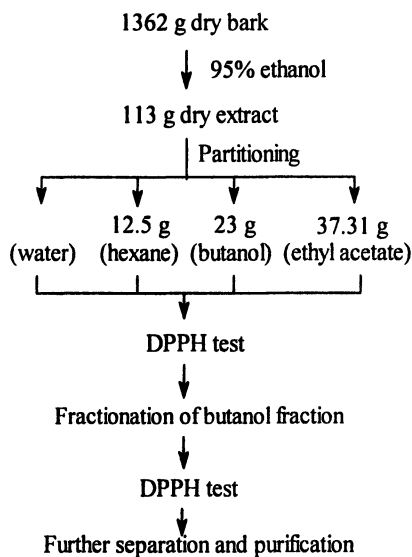 1362 g dry bark
95% ethanol
113 g dry extract
Partitioning
12.5 g 23 g 37.31 g
(water) (hexane) (butanol) (ethyl acetate)
DPPH test
Fractionation of butanol fraction
DPPH test
Further separation and purification